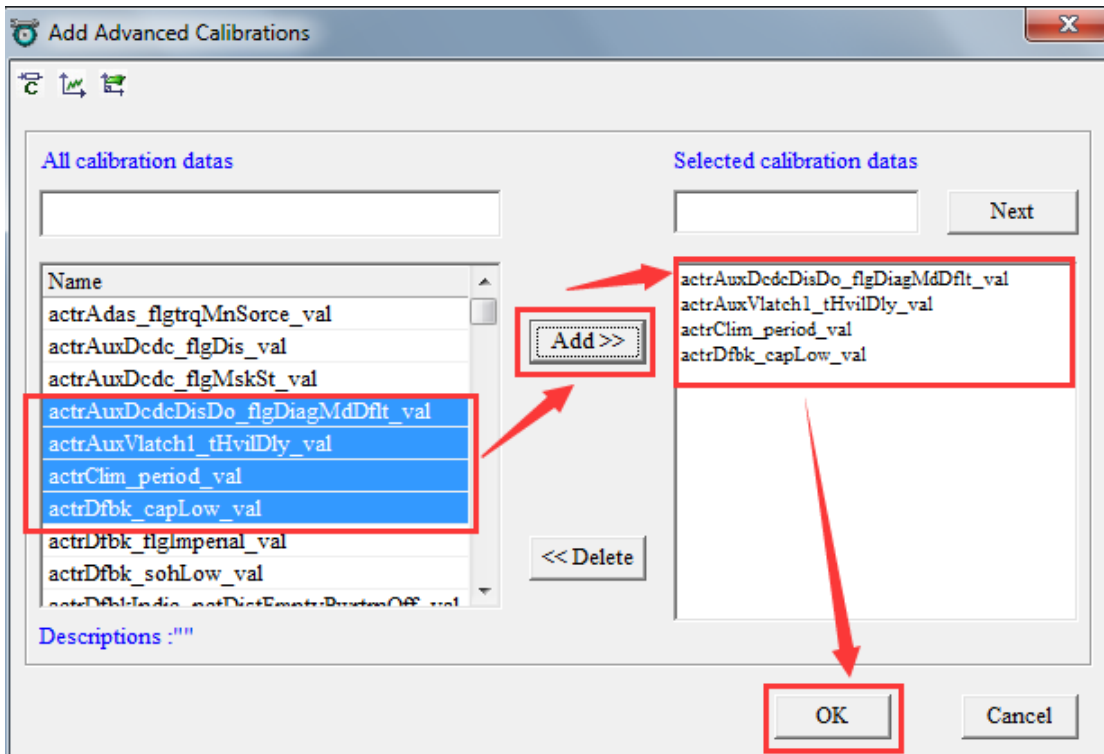 Add Advanced Calibrations
All calibration datas
Selected calibration datas
Next
Name
actrAdas_flgtrqMnSorce_val
actrAuxDcdc_flgDis_val
actrAuxDcdc_flgMskSt_val
actrAuxDcdcDisDo_flgDiagMdDflt_val
actrAuxVlatch1_tHvilDly_val
actrClim_period_val
actrDfbk_capLow_val
actrDfbk_flgImpenal_val
actrDfbk_sohLow_val
Add >>
<< Delete
actrAuxDcdcDisDo_flgDiagMdDflt_val
actrAuxVlatch1_tHvilDly_val
actrClim_period_val
actrDfbk_capLow_val
Descriptions :""
OK
Cancel